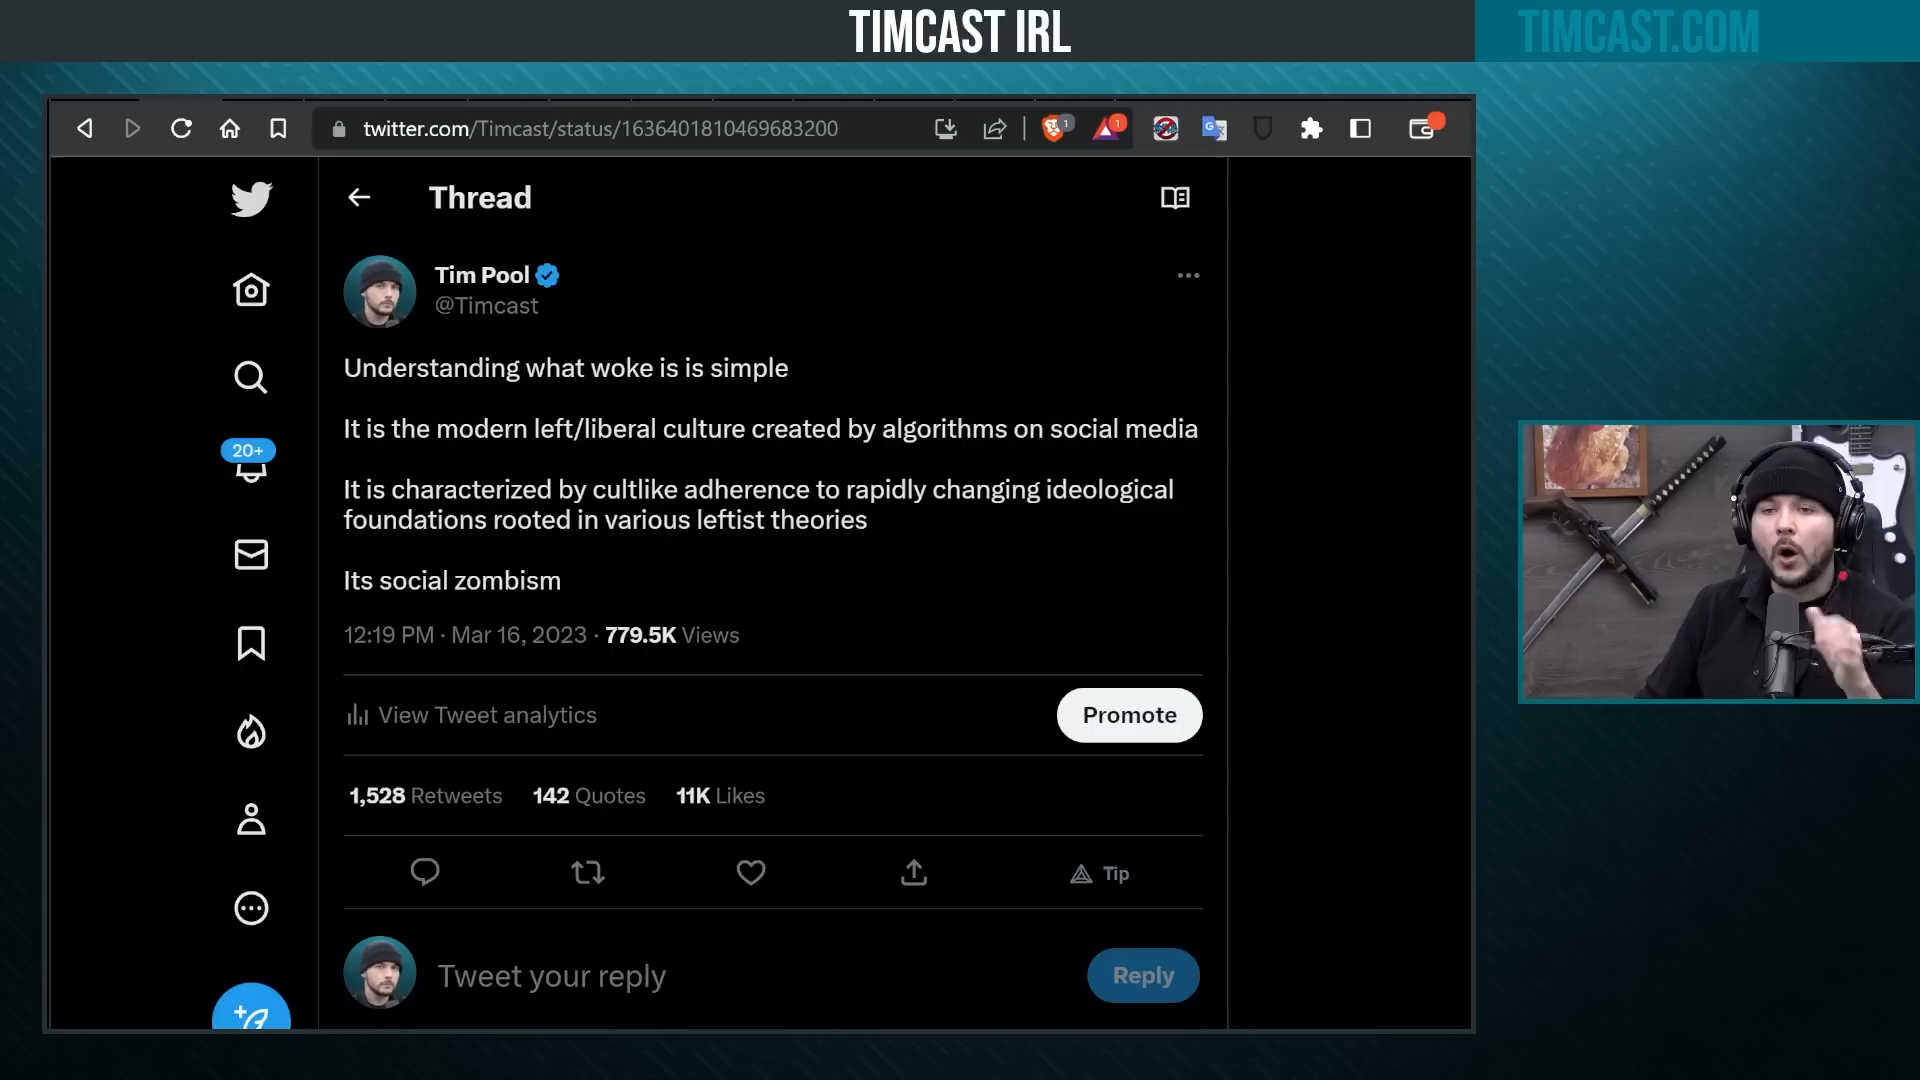 TIMCAST IRL
TIMCAST.COM
twitter.com/Timcast/status/1636401810469683200
1
1
Thread
Tim Pool
@Timcast
Understanding what woke is is simple
It is the modern left/liberal culture created by algorithms on social media
It is characterized by cultlike adherence to rapidly changing ideological
foundations rooted in various leftist theories
Its social zombism
12:19 PM · Mar 16, 2023 · 779.5K Views
View Tweet analytics
Promote
1,528 Retweets 142 Quotes 11K Likes
Tip
Tweet your reply
Reply
20+